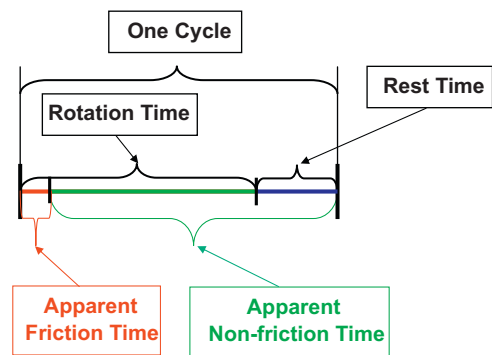 One Cycle
Rotation Time
Rest Time
Apparent
Friction Time
Apparent
Non-friction Time